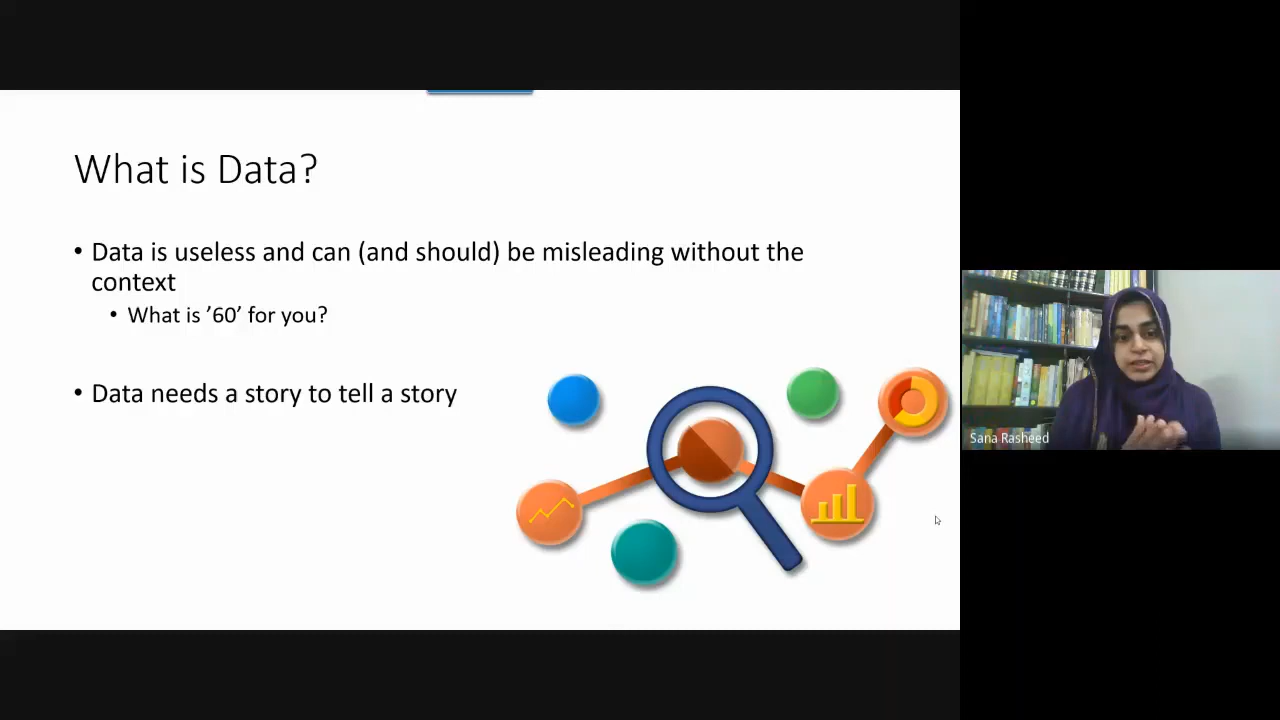 What is Data?
• Data is useless and can (and should) be misleading without the
context
• What is ’60’ for you?
• Data needs a story to tell a story
Sana Rasheed